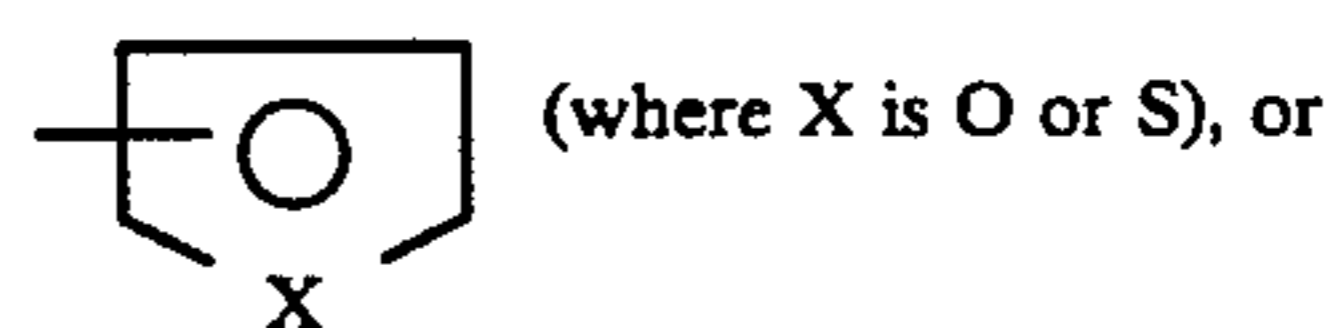 (where X is O or S), or
X